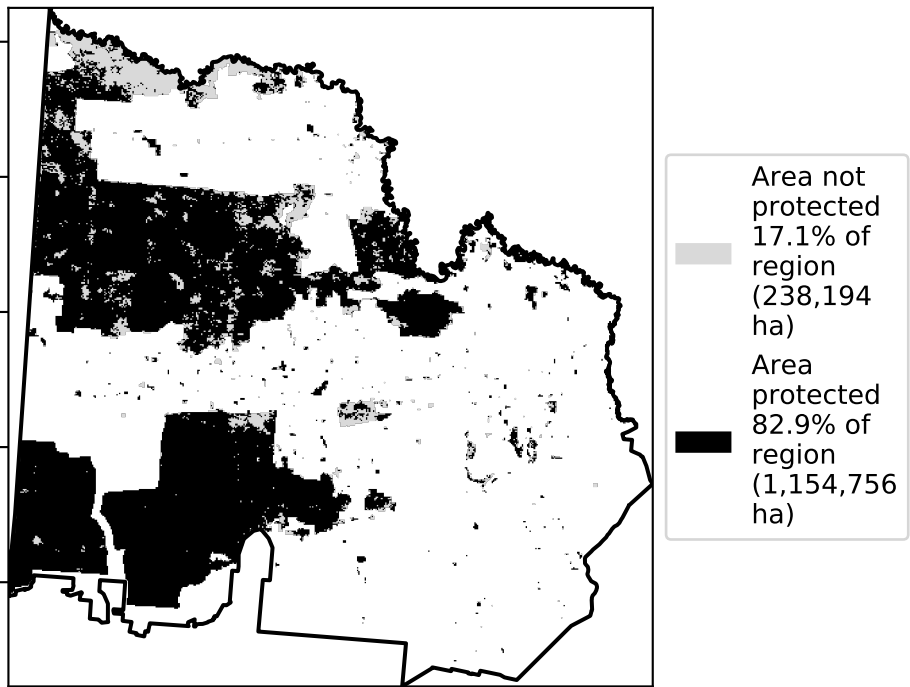 Area not
protected
17.1% of
region
(238,194
ha)
Area
protected
82.9% of
region
(1,154,756
ha)